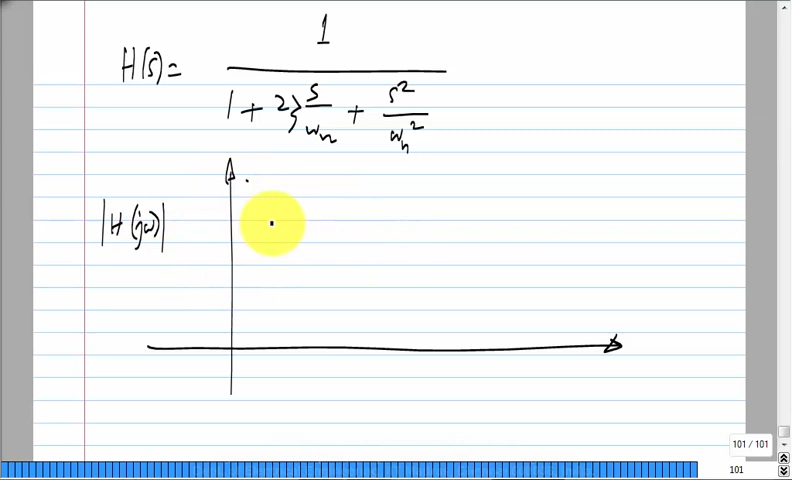 H(s) = 1 / (1 + 2ζ s/ωn + s²/ωn²)
|H(jω)|
101 / 101
101